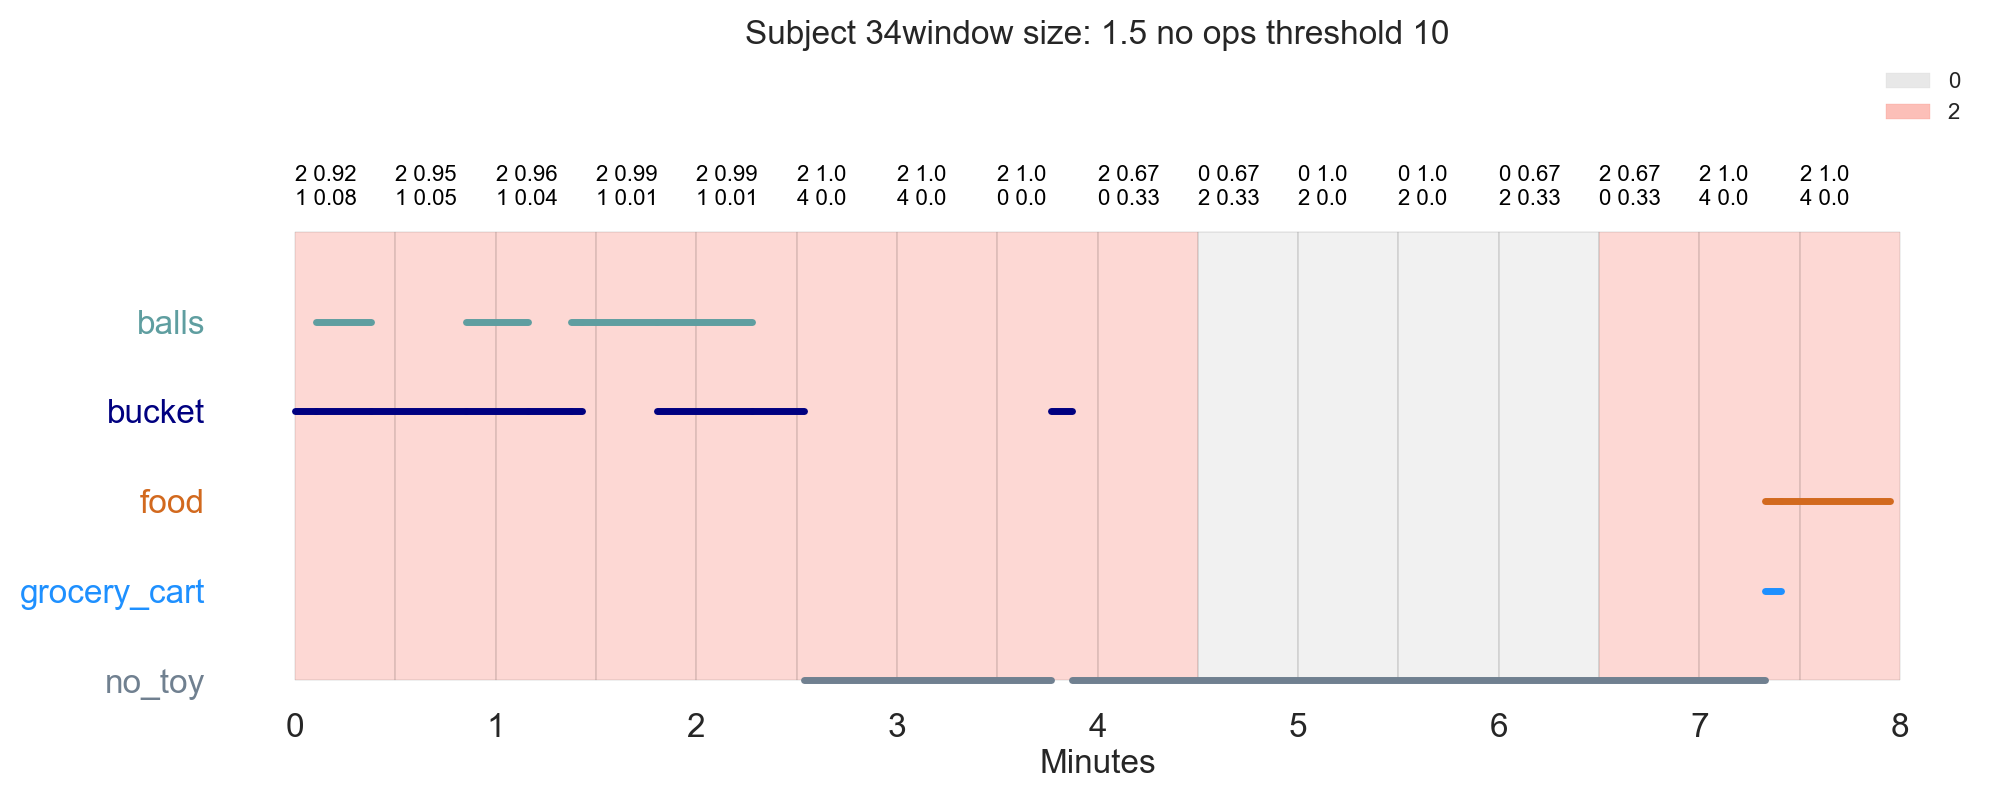 Subject 34window size: 1.5 no ops threshold 10
0
2
2 0.92 2 0.95 2 0.96 2 0.99 2 0.99 2 1.0 2 1.0 2 1.0 2 0.67 0 0.67 0 1.0 0 1.0 0 0.67 2 0.67 2 1.0 2 1.0
1 0.08 1 0.05 1 0.04 1 0.01 1 0.01 4 0.0 4 0.0 0 0.0 0 0.33 2 0.33 2 0.0 2 0.0 2 0.33 0 0.33 4 0.0 4 0.0
balls
bucket
food
grocery_cart
no_toy
0 1 2 3 4 5 6 7 8
Minutes